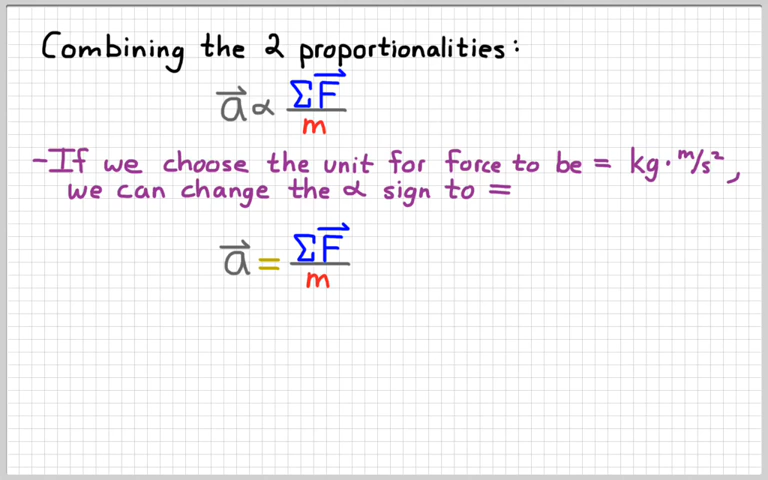 Combining the 2 proportionalities:
a⃗ ∝ ΣF⃗ / m
-If we choose the unit for force to be = kg·m/s²,
we can change the ∝ sign to =
a⃗ = ΣF⃗ / m